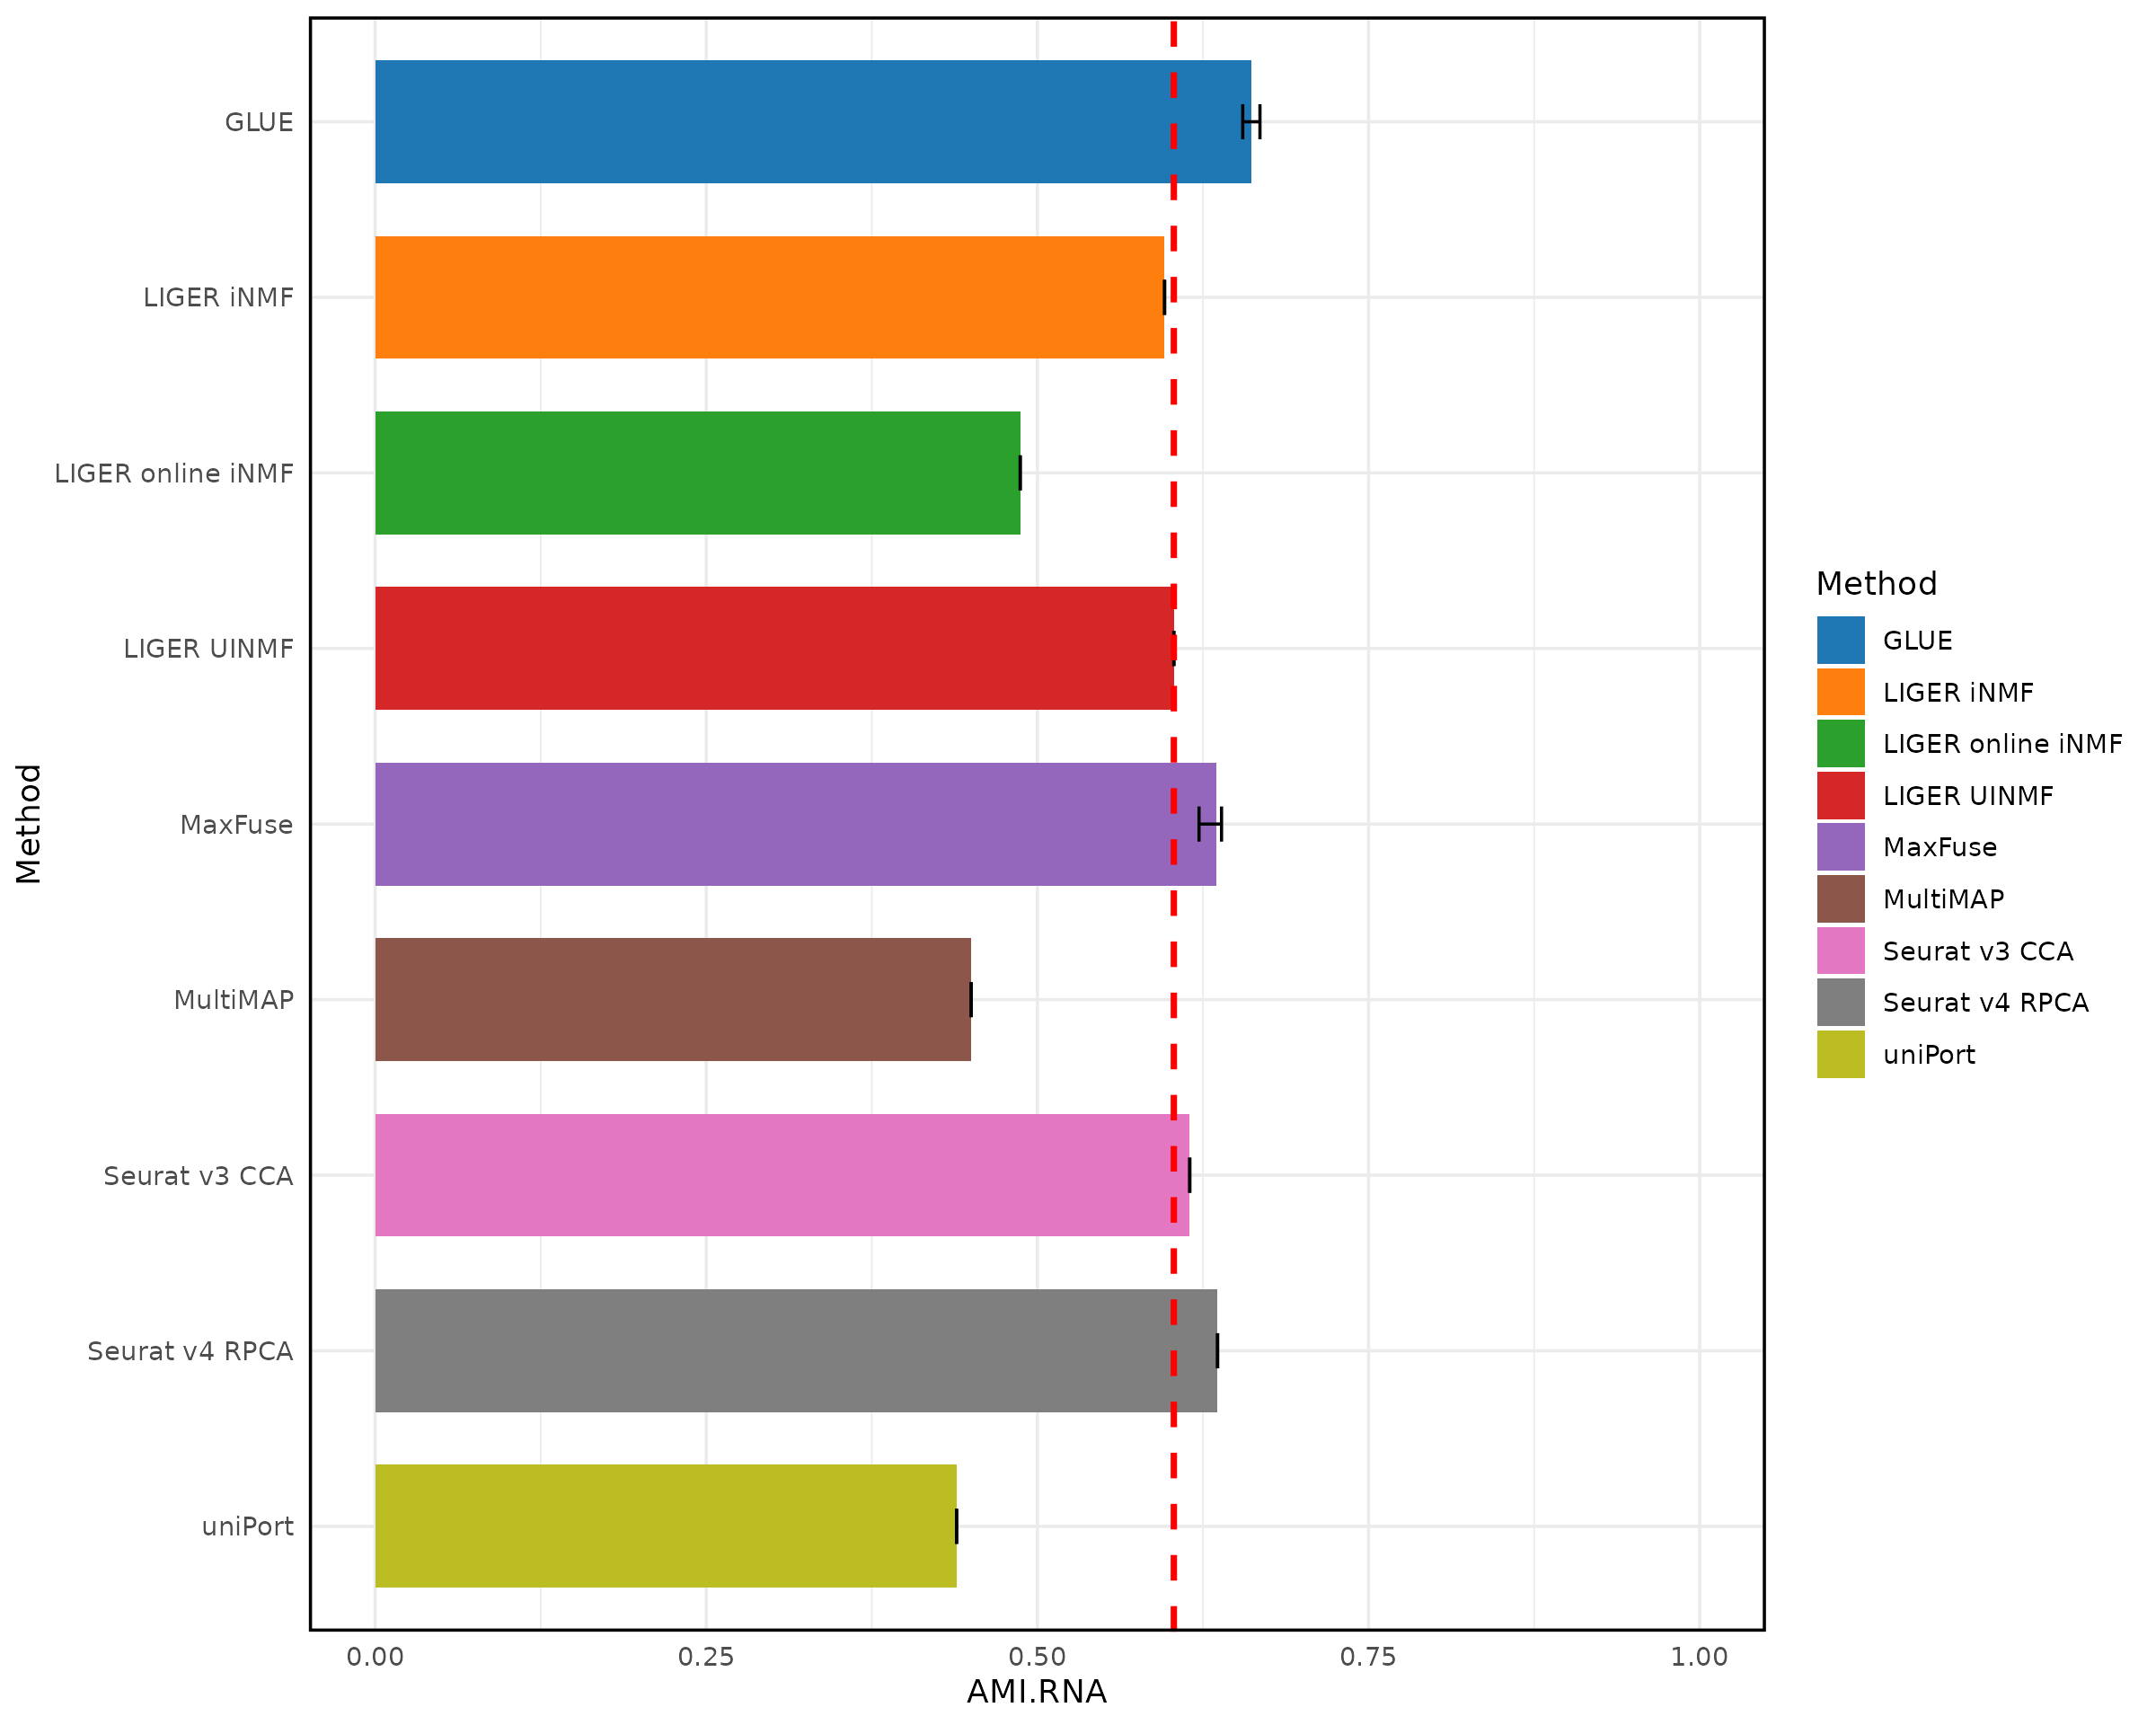 Method
GLUE
LIGER iNMF
LIGER online iNMF
LIGER UINMF
MaxFuse
MultiMAP
Seurat v3 CCA
Seurat v4 RPCA
uniPort
0.00 0.25 0.50 0.75 1.00
AMI.RNA
Method
GLUE
LIGER iNMF
LIGER online iNMF
LIGER UINMF
MaxFuse
MultiMAP
Seurat v3 CCA
Seurat v4 RPCA
uniPort